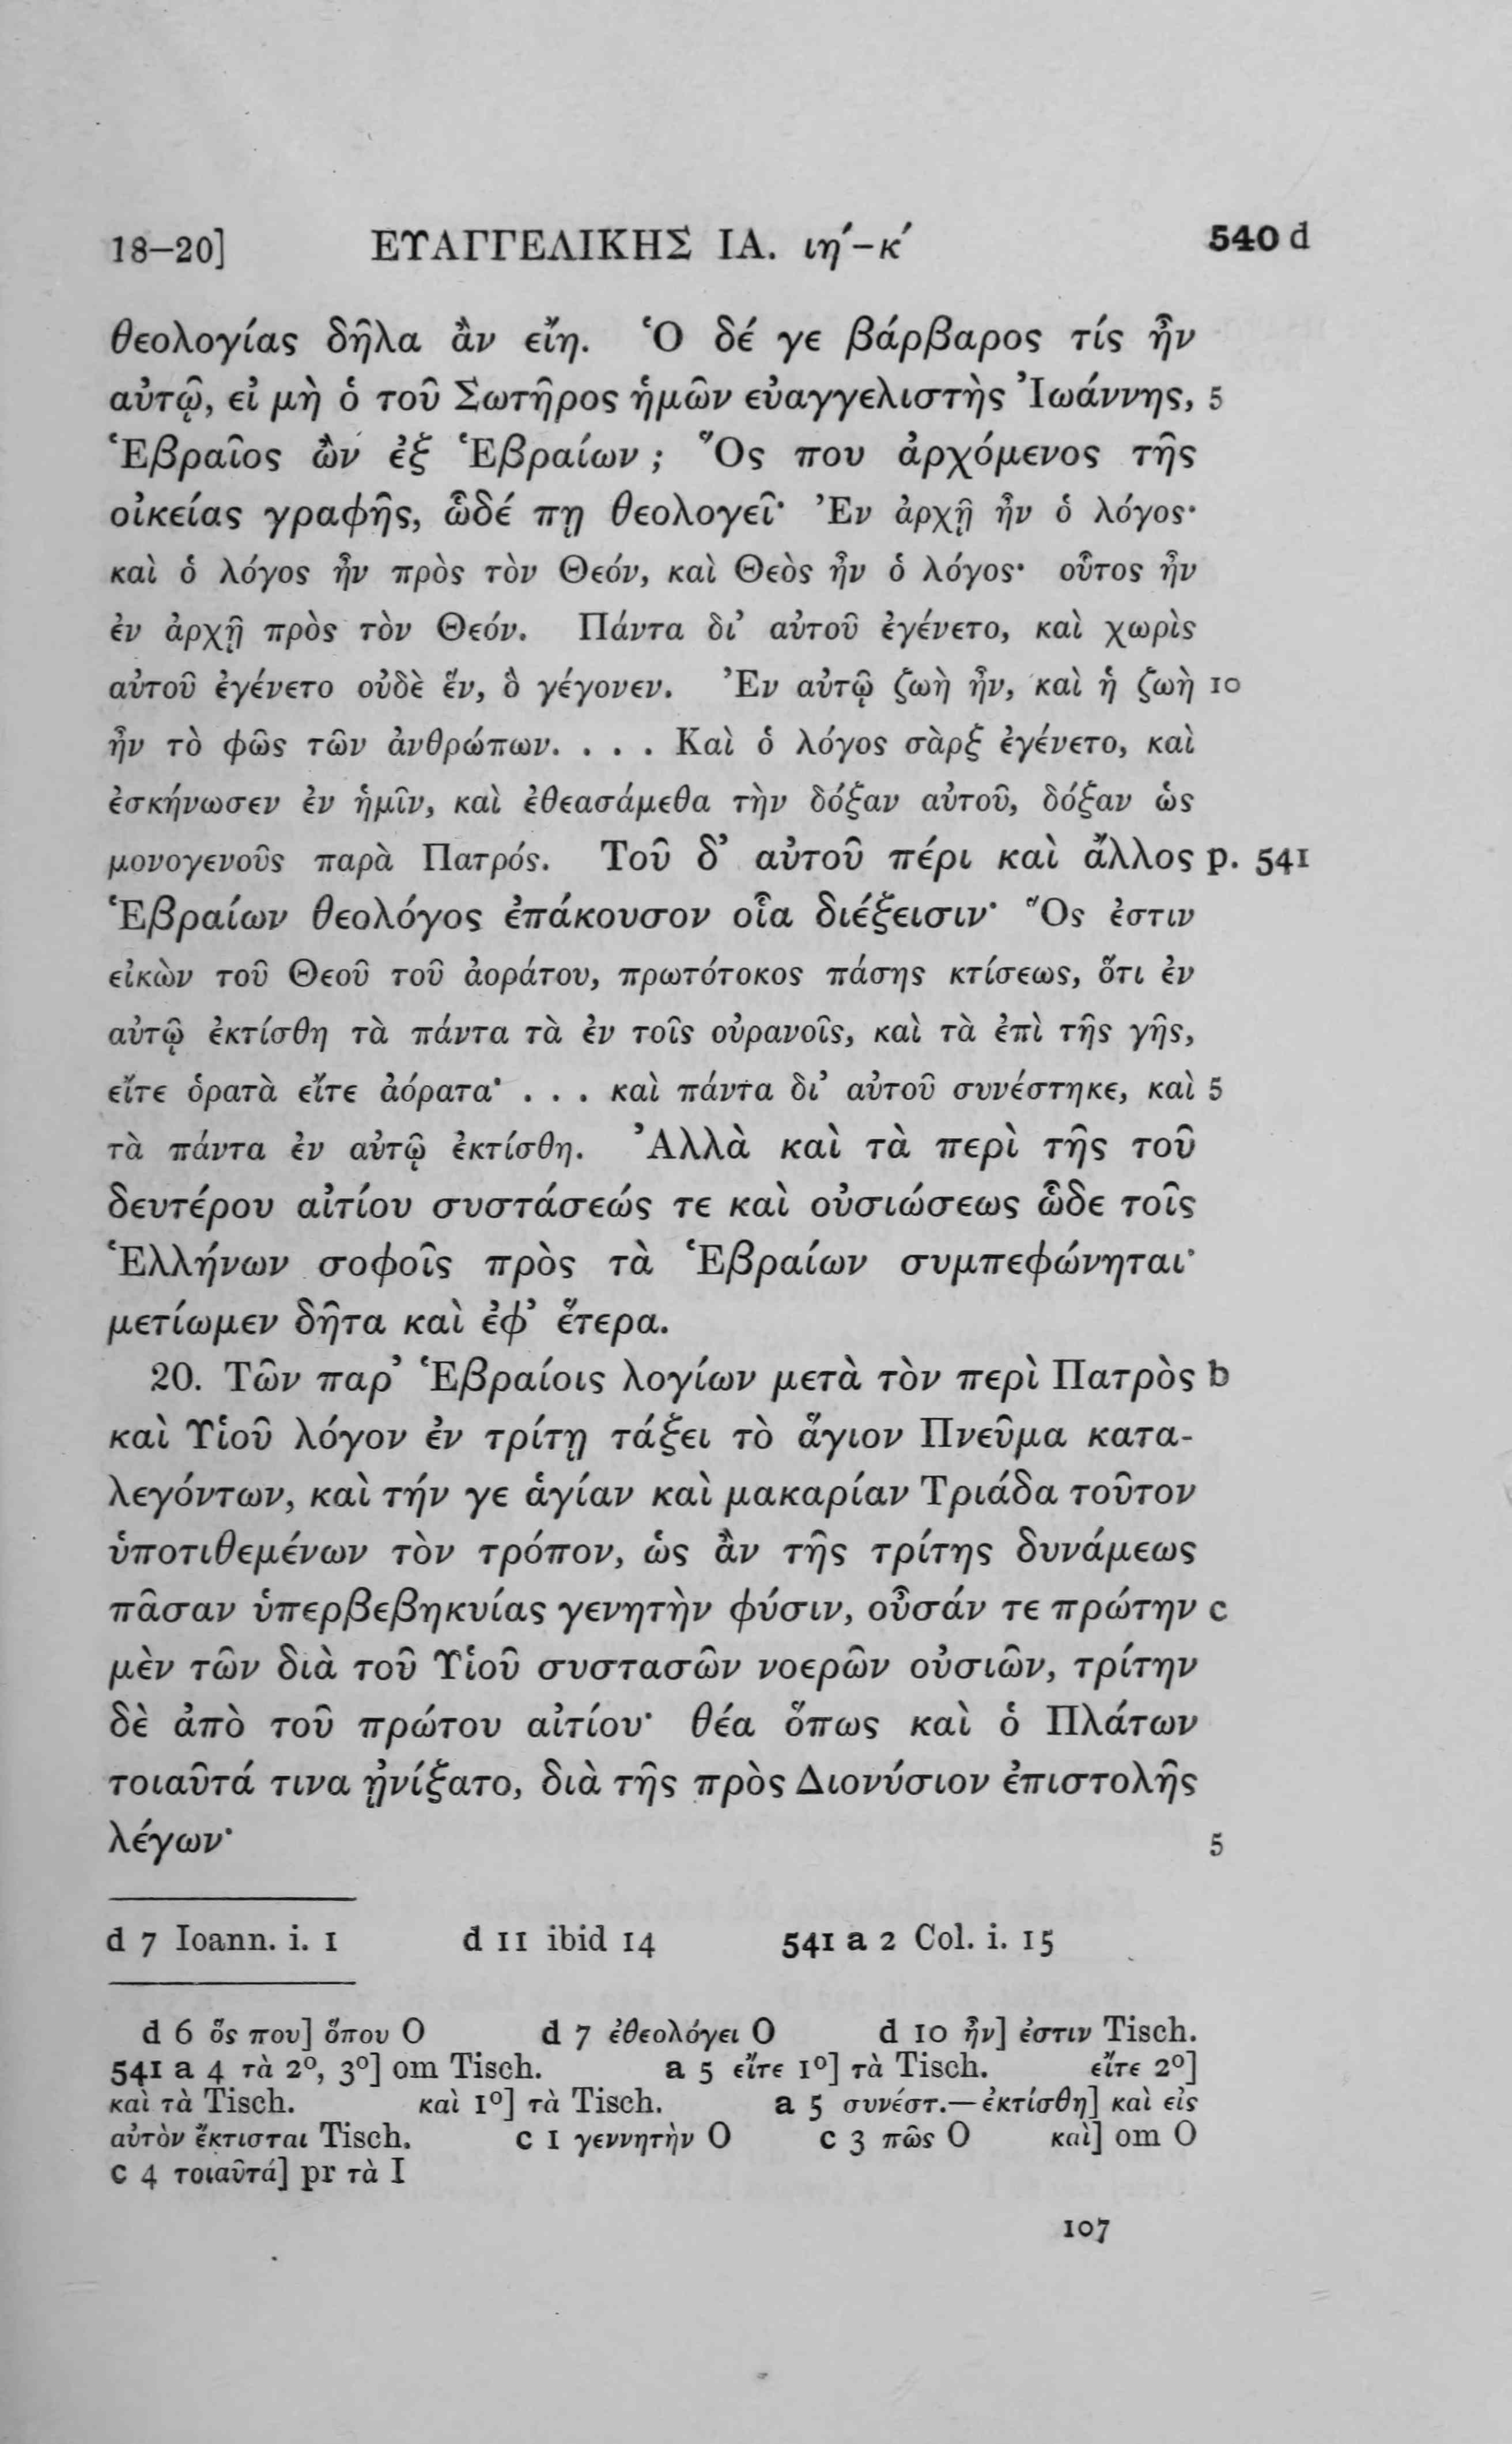 18–20] ΕΥΑΓΓΕΛΙΚΗΣ ΙΑ. ιη΄–κ΄ 540 d
θεολογίας δῆλα ἂν εἴη. Ὁ δέ γε βάρβαρος τίς ἦν
αὐτῷ, εἰ μὴ ὁ τοῦ Σωτῆρος ἡμῶν εὐαγγελιστὴς Ἰωάννης, 5
Ἑβραῖος ὢν ἐξ Ἑβραίων ; Ὅς που ἀρχόμενος τῆς
οἰκείας γραφῆς, ὧδέ πῃ θεολογεῖ· Ἐν ἀρχῇ ἦν ὁ λόγος·
καὶ ὁ λόγος ἦν πρὸς τὸν Θεόν, καὶ Θεὸς ἦν ὁ λόγος· οὗτος ἦν
ἐν ἀρχῇ πρὸς τὸν Θεόν. Πάντα δι’ αὐτοῦ ἐγένετο, καὶ χωρὶς
αὐτοῦ ἐγένετο οὐδὲ ἕν, ὃ γέγονεν. Ἐν αὐτῷ ζωὴ ἦν, καὶ ἡ ζωὴ 10
ἦν τὸ φῶς τῶν ἀνθρώπων. . . . Καὶ ὁ λόγος σὰρξ ἐγένετο, καὶ
ἐσκήνωσεν ἐν ἡμῖν, καὶ ἐθεασάμεθα τὴν δόξαν αὐτοῦ, δόξαν ὡς
μονογενοῦς παρὰ Πατρός. Τοῦ δ’ αὐτοῦ πέρι καὶ ἄλλος p. 541
Ἑβραίων θεολόγος ἐπάκουσον οἷα διέξεισιν· Ὅς ἐστιν
εἰκὼν τοῦ Θεοῦ τοῦ ἀοράτου, πρωτότοκος πάσης κτίσεως, ὅτι ἐν
αὐτῷ ἐκτίσθη τὰ πάντα τὰ ἐν τοῖς οὐρανοῖς, καὶ τὰ ἐπὶ τῆς γῆς,
εἴτε ὁρατὰ εἴτε ἀόρατα· . . . καὶ πάντα δι’ αὐτοῦ συνέστηκε, καὶ 5
τὰ πάντα ἐν αὐτῷ ἐκτίσθη. Ἀλλὰ καὶ τὰ περὶ τῆς τοῦ
δευτέρου αἰτίου συστάσεώς τε καὶ οὐσιώσεως ὧδε τοῖς
Ἑλλήνων σοφοῖς πρὸς τὰ Ἑβραίων συμπεφώνηται·
μετίωμεν δῆτα καὶ ἐφ’ ἕτερα.
20. Τῶν παρ’ Ἑβραίοις λογίων μετὰ τὸν περὶ Πατρὸς b
καὶ Υἱοῦ λόγον ἐν τρίτῃ τάξει τὸ ἅγιον Πνεῦμα κατα-
λεγόντων, καὶ τήν γε ἁγίαν καὶ μακαρίαν Τριάδα τοῦτον
ὑποτιθεμένων τὸν τρόπον, ὡς ἂν τῆς τρίτης δυνάμεως
πᾶσαν ὑπερβεβηκυίας γενητὴν φύσιν, οὖσάν τε πρώτην c
μὲν τῶν διὰ τοῦ Υἱοῦ συστασῶν νοερῶν οὐσιῶν, τρίτην
δὲ ἀπὸ τοῦ πρώτου αἰτίου· θέα ὅπως καὶ ὁ Πλάτων
τοιαῦτά τινα ᾐνίξατο, διὰ τῆς πρὸς Διονύσιον ἐπιστολῆς
λέγων· 5
d 7 Ioann. i. 1 d 11 ibid 14 541 a 2 Col. i. 15
d 6 ὅς που] ὅπου O d 7 ἐθεολόγει O d 10 ἦν] ἐστιν Tisch.
541 a 4 τὰ 2º, 3º] om Tisch. a 5 εἴτε 1º] τὰ Tisch. εἴτε 2º]
καὶ τὰ Tisch. καὶ 1º] τὰ Tisch. a 5 συνέστ.—ἐκτίσθη] καὶ εἰς
αὐτὸν ἔκτισται Tisch. c 1 γεννητὴν O c 3 πῶς O καὶ] om O
c 4 τοιαῦτά] pr τὰ I
107